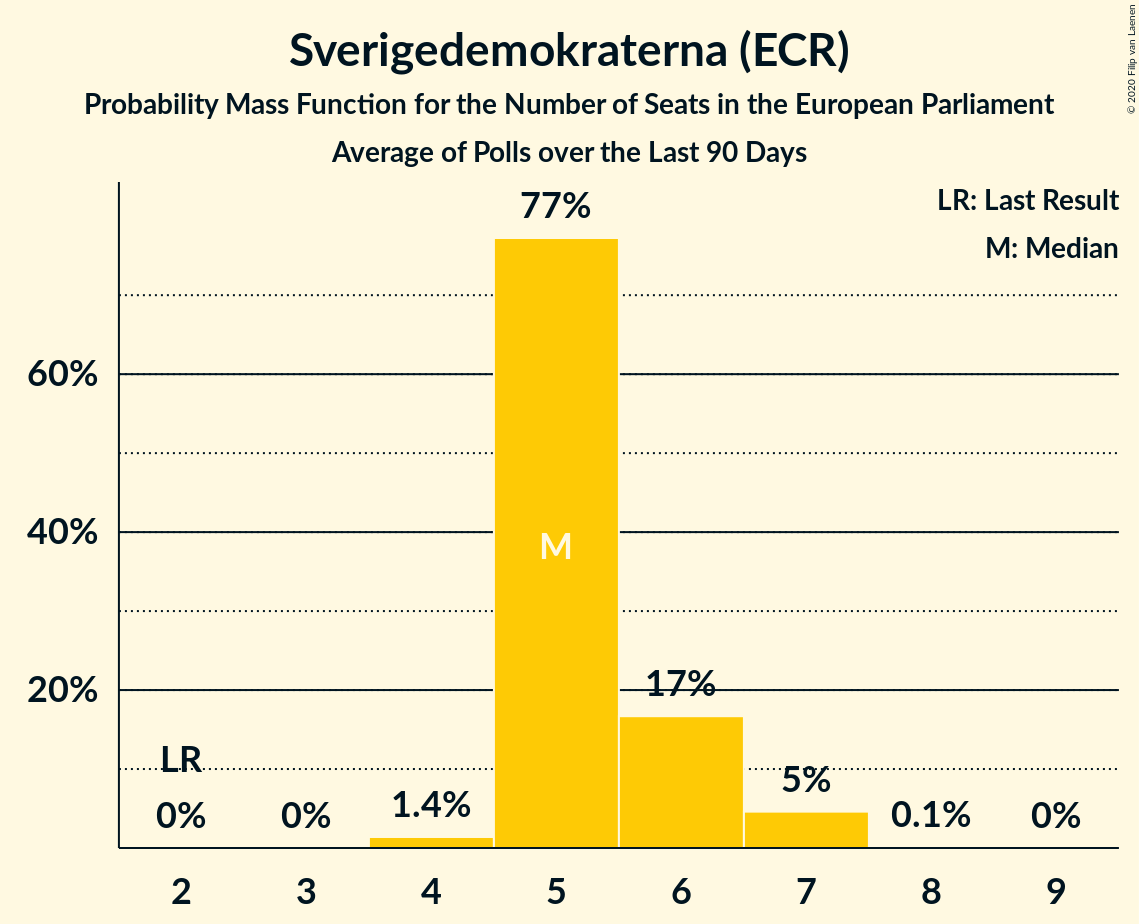 Sverigedemokraterna (ECR)
Probability Mass Function for the Number of Seats in the European Parliament
Average of Polls over the Last 90 Days
© 2020 Filip van Laenen
LR: Last Result
M: Median
77%
60%
40%
M
20%
17%
LR
5%
0%
0%
1.4%
0.1%
0%
2 3 4 5 6 7 8 9